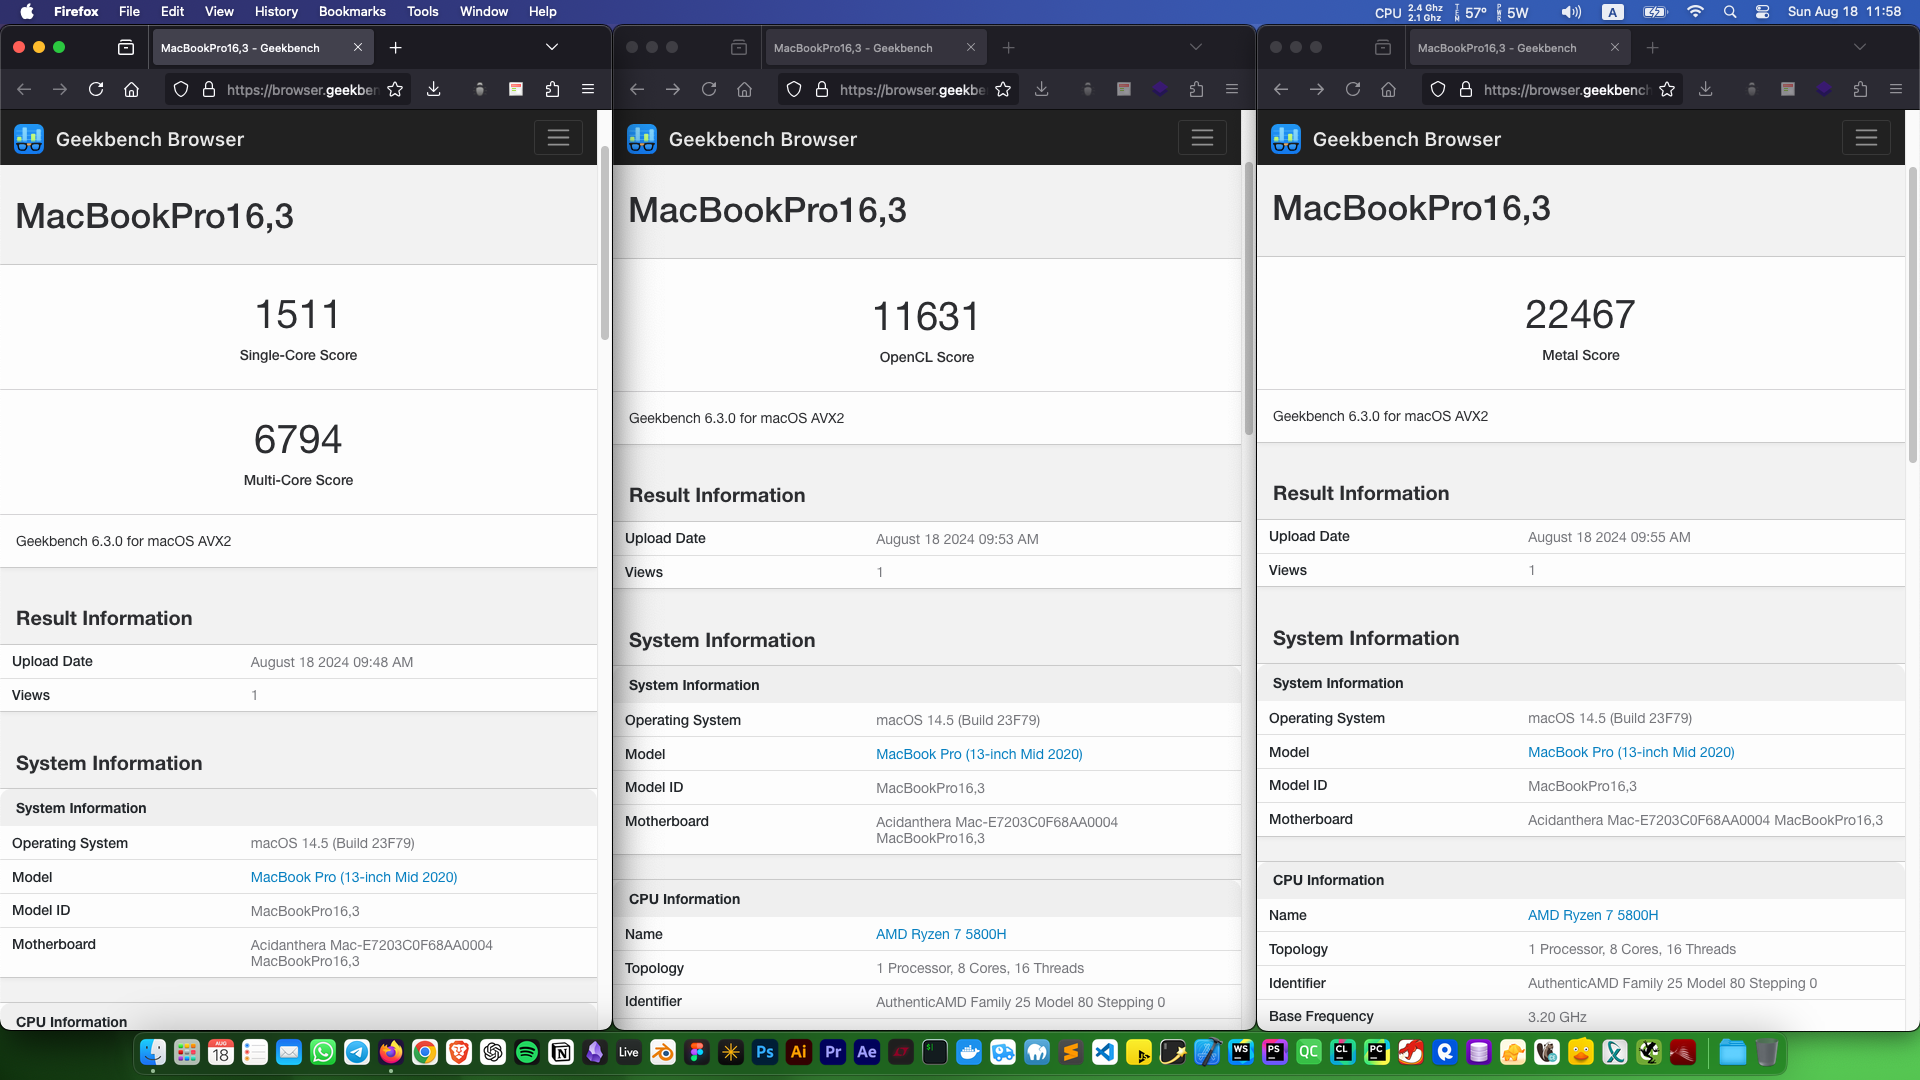 Firefox File Edit View History Bookmarks Tools Window Help
CPU 2.4 Ghz 2.1 Ghz 57° 5W A Sun Aug 18 11:58
MacBookPro16,3 - Geekbench
https://browser.geekben
Geekbench Browser
MacBookPro16,3
1511
Single-Core Score
6794
Multi-Core Score
Geekbench 6.3.0 for macOS AVX2
Result Information
Upload Date August 18 2024 09:48 AM
Views 1
System Information
System Information
Operating System macOS 14.5 (Build 23F79)
Model MacBook Pro (13-inch Mid 2020)
Model ID MacBookPro16,3
Motherboard Acidanthera Mac-E7203C0F68AA0004
MacBookPro16,3
CPU Information
MacBookPro16,3 - Geekbench
https://browser.geekbe
Geekbench Browser
MacBookPro16,3
11631
OpenCL Score
Geekbench 6.3.0 for macOS AVX2
Result Information
Upload Date August 18 2024 09:53 AM
Views 1
System Information
System Information
Operating System macOS 14.5 (Build 23F79)
Model MacBook Pro (13-inch Mid 2020)
Model ID MacBookPro16,3
Motherboard Acidanthera Mac-E7203C0F68AA0004
MacBookPro16,3
CPU Information
Name AMD Ryzen 7 5800H
Topology 1 Processor, 8 Cores, 16 Threads
Identifier AuthenticAMD Family 25 Model 80 Stepping 0
MacBookPro16,3 - Geekbench
https://browser.geekbench
Geekbench Browser
MacBookPro16,3
22467
Metal Score
Geekbench 6.3.0 for macOS AVX2
Result Information
Upload Date August 18 2024 09:55 AM
Views 1
System Information
System Information
Operating System macOS 14.5 (Build 23F79)
Model MacBook Pro (13-inch Mid 2020)
Model ID MacBookPro16,3
Motherboard Acidanthera Mac-E7203C0F68AA0004 MacBookPro16,3
CPU Information
Name AMD Ryzen 7 5800H
Topology 1 Processor, 8 Cores, 16 Threads
Identifier AuthenticAMD Family 25 Model 80 Stepping 0
Base Frequency 3.20 GHz
AUG 18 Live Ps Ai Pr Ae WS PS QC CL PC